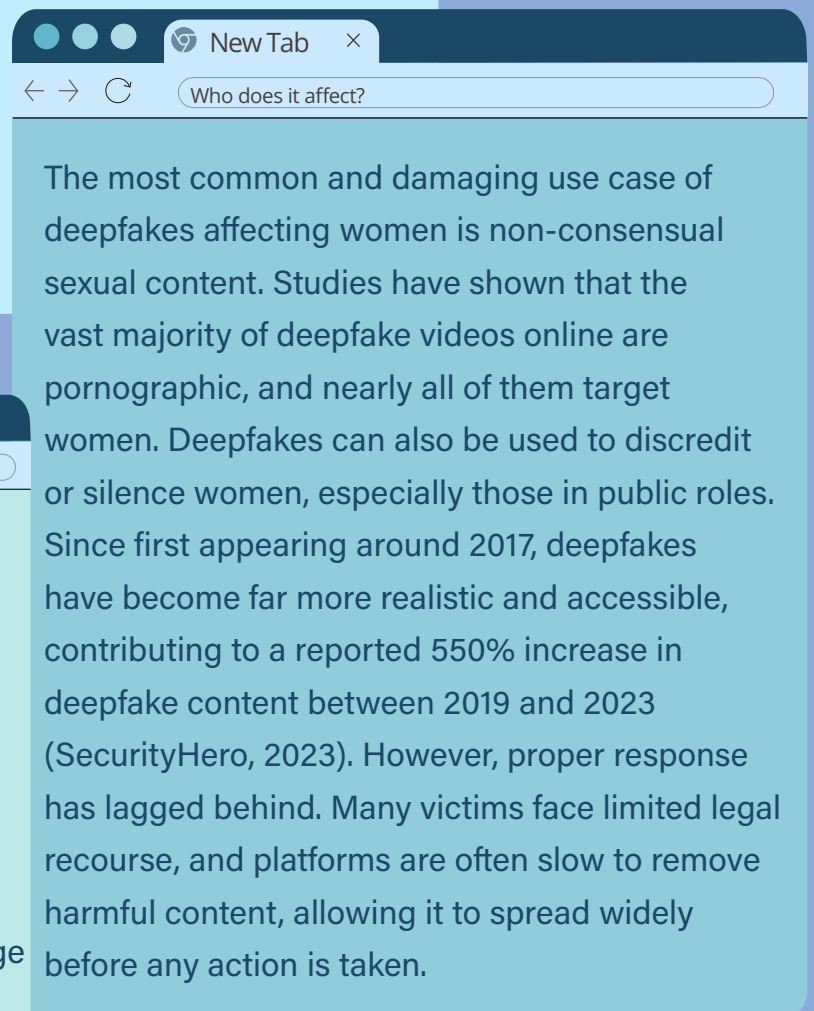 New Tab
Who does it affect?
The most common and damaging use case of
deepfakes affecting women is non-consensual
sexual content. Studies have shown that the
vast majority of deepfake videos online are
pornographic, and nearly all of them target
women. Deepfakes can also be used to discredit
or silence women, especially those in public roles.
Since first appearing around 2017, deepfakes
have become far more realistic and accessible,
contributing to a reported 550% increase in
deepfake content between 2019 and 2023
(SecurityHero, 2023). However, proper response
has lagged behind. Many victims face limited legal
recourse, and platforms are often slow to remove
harmful content, allowing it to spread widely
before any action is taken.
ge